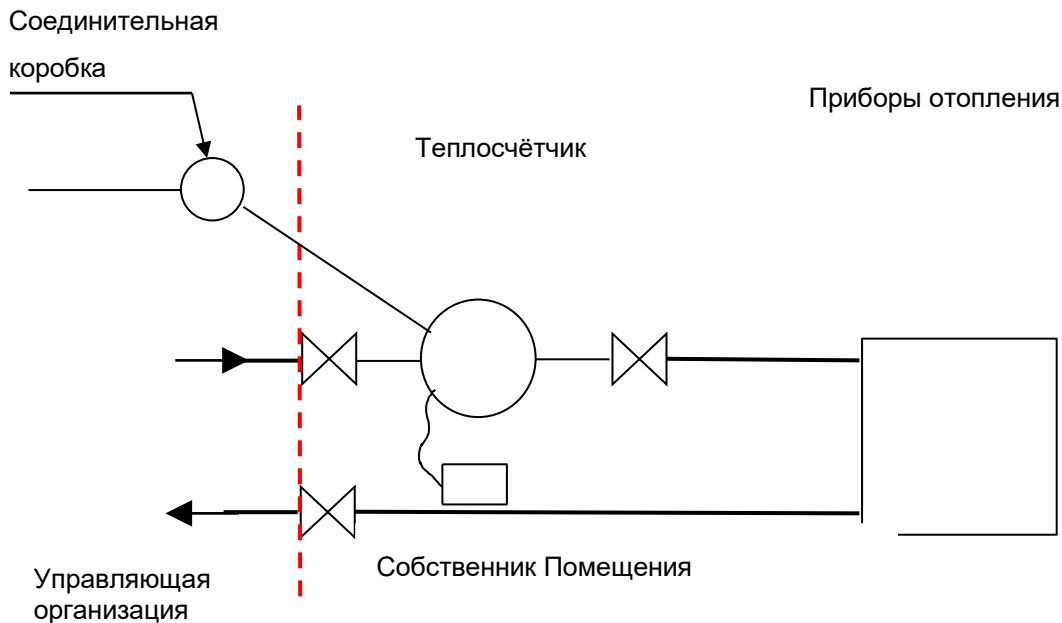 Соединительная
коробка
Приборы отопления
Теплосчётчик
Собственник Помещения
Управляющая
организация